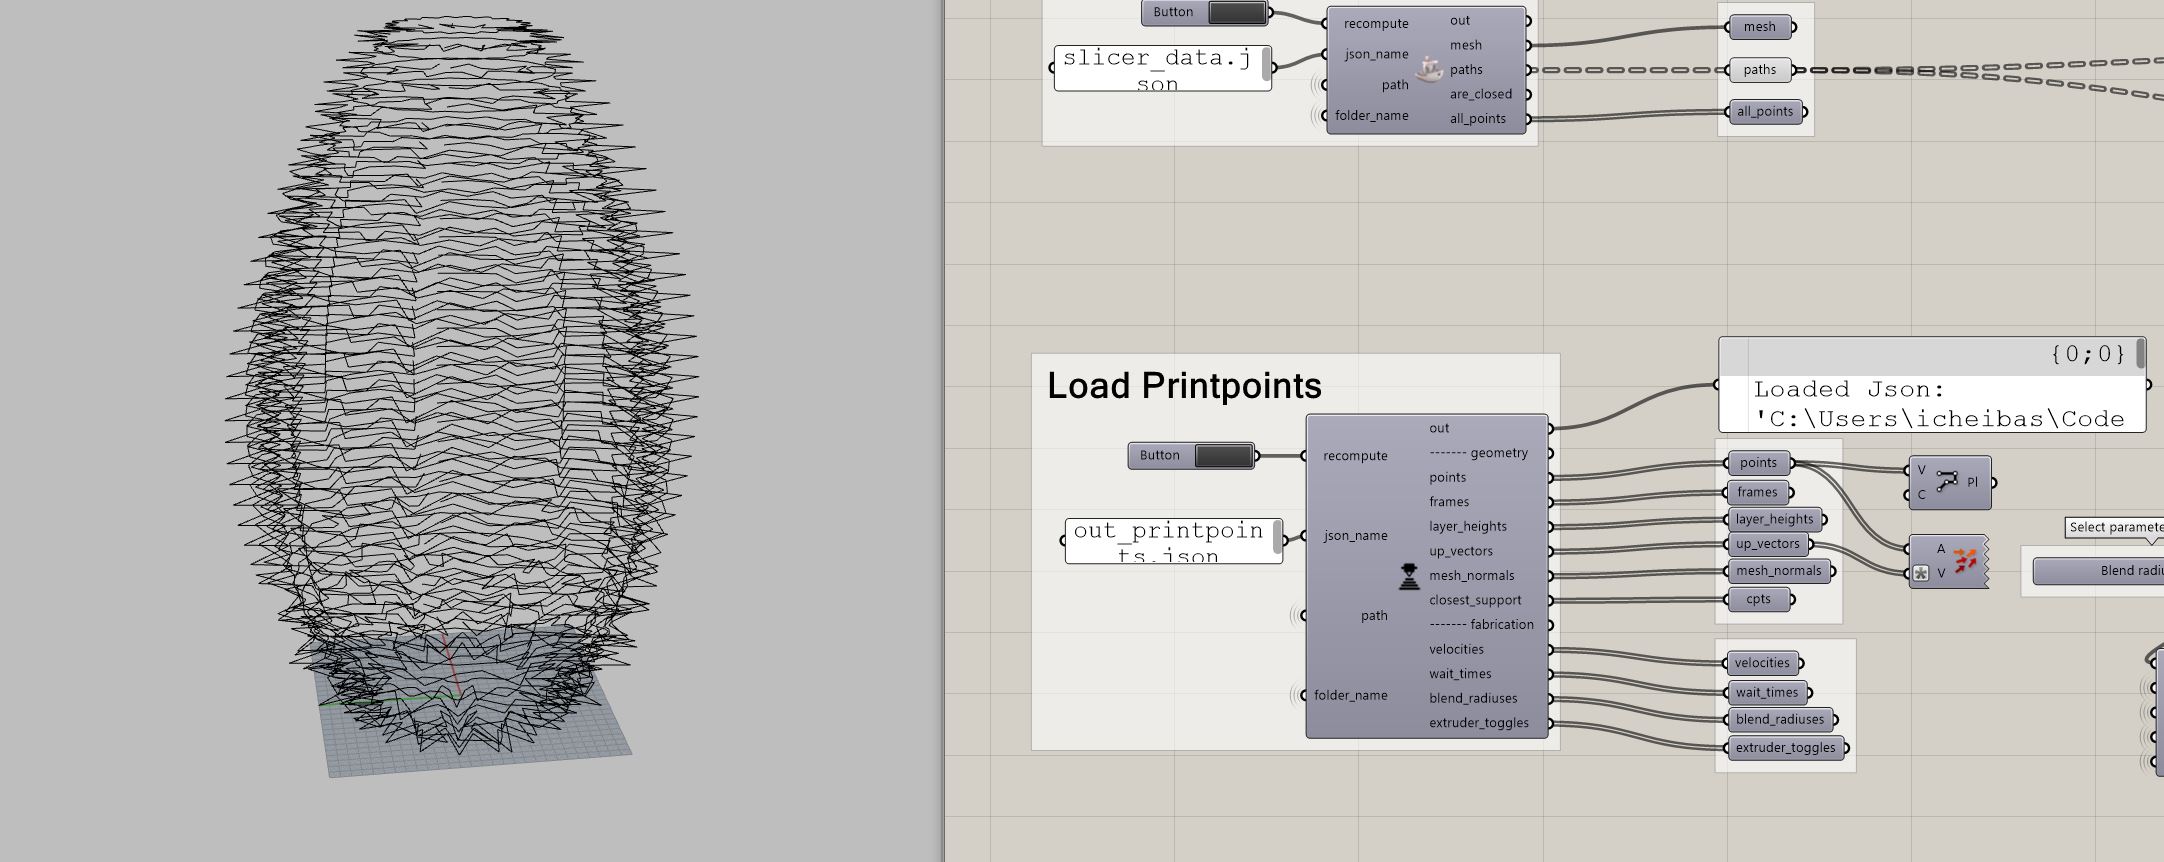 Button
slicer_data.j
son
recompute
json_name
path
folder_name
out
mesh
paths
are_closed
all_points
mesh
paths
all_points
Load Printpoints
Button
out_printpoin
ts.json
recompute
json_name
path
folder_name
out
------- geometry
points
frames
layer_heights
up_vectors
mesh_normals
closest_support
------- fabrication
velocities
wait_times
blend_radiuses
extruder_toggles
{0;0}
Loaded Json:
'C:\Users\icheibas\Code
points
frames
layer_heights
up_vectors
mesh_normals
cpts
velocities
wait_times
blend_radiuses
extruder_toggles
V
C
Pl
A
V
Select paramete
Blend radiu